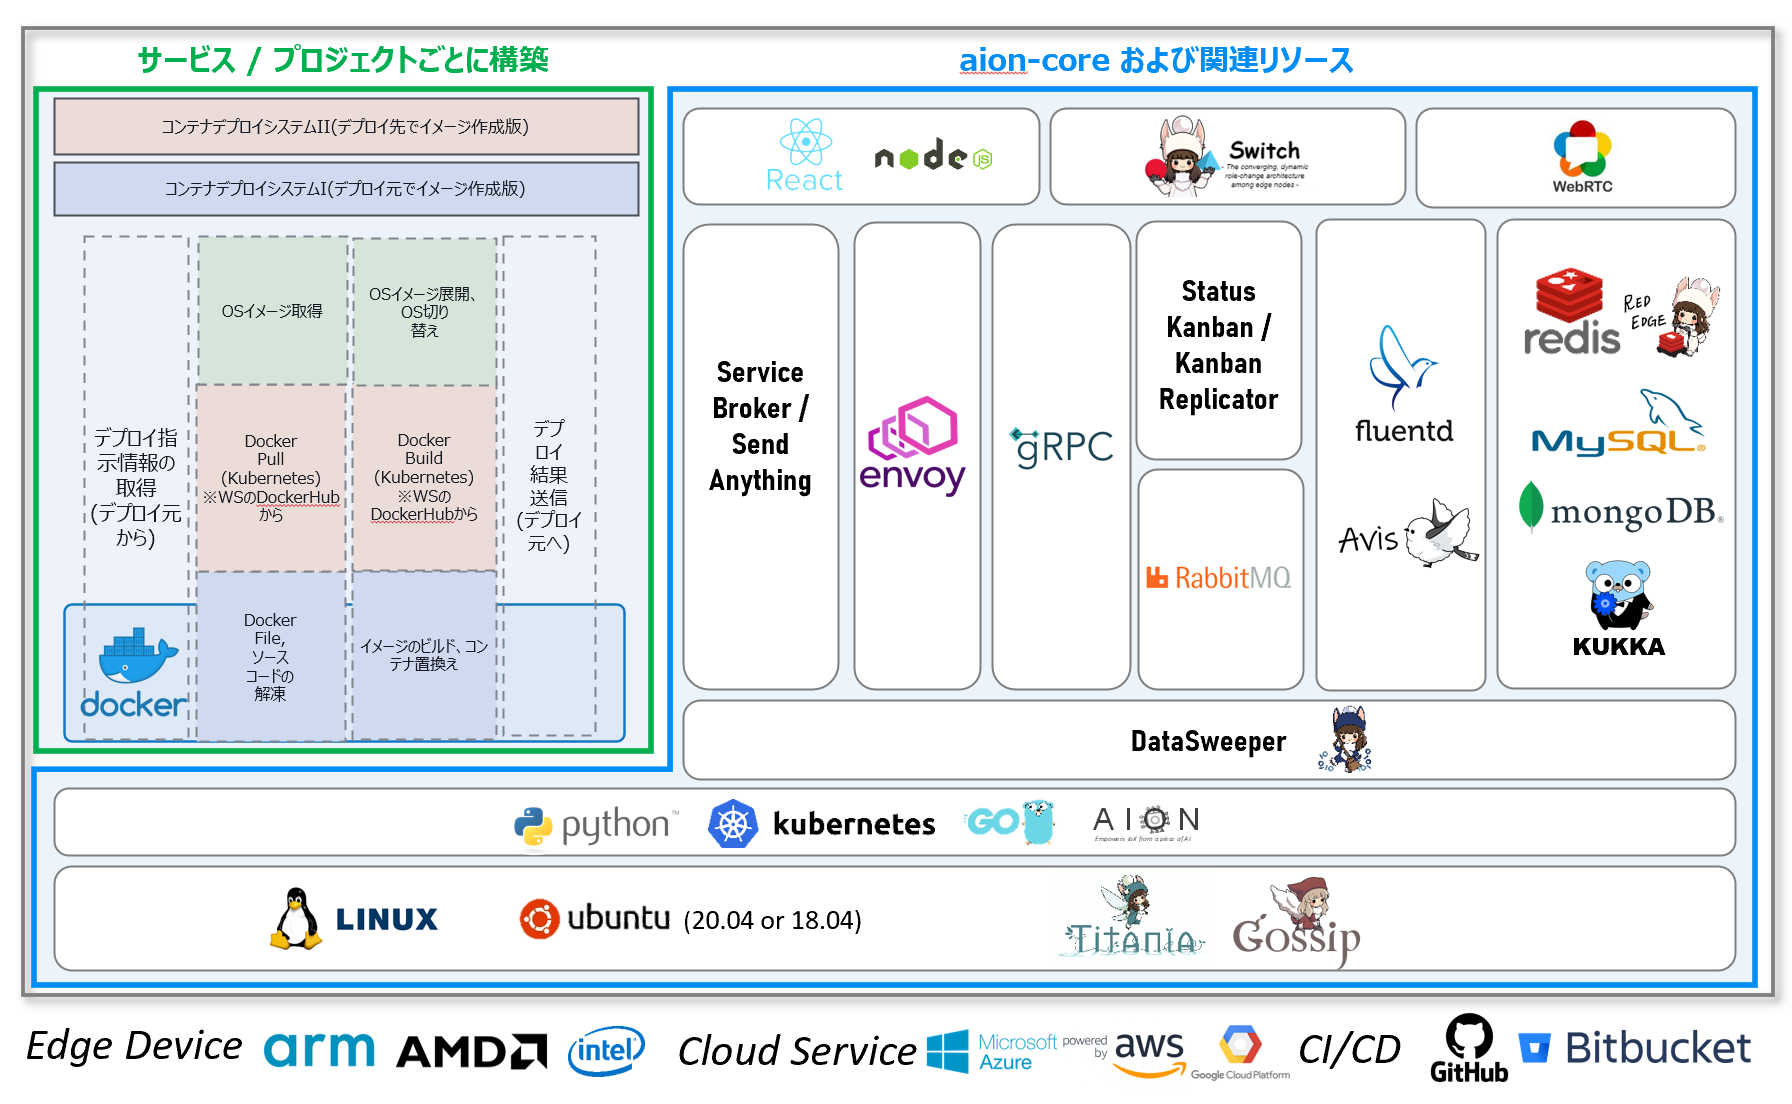 サービス / プロジェクトごとに構築
aion-core および関連リソース
コンテナデプロイシステムII(デプロイ先でイメージ作成版)
コンテナデプロイシステムI(デプロイ元でイメージ作成版)
デプロイ指
示情報の
取得
(デプロイ元
から)
OSイメージ取得
OSイメージ展開、
OS切り
替え
Docker
Pull
(Kubernetes)
※WSのDockerHub
から
Docker
Build
(Kubernetes)
※WSの
DockerHubから
デプ
ロイ
結果
送信
(デプロイ
元へ)
docker
Docker
File,
ソース
コードの
解凍
イメージのビルド、コン
テナ置換え
React
node
JS
Switch
- The converging, dynamic
role-change architecture
among edge nodes -
WebRTC
Service
Broker /
Send
Anything
envoy
gRPC
Status
Kanban /
Kanban
Replicator
RabbitMQ
fluentd
Avis
redis
RED
EDGE
MySQL®
mongoDB®
KUKKA
DataSweeper
python™
kubernetes
GO
AION
Empowers IoX from a piece of AI
LINUX
ubuntu (20.04 or 18.04)
Titania
Gossip
Edge Device
arm
AMD
intel
Cloud Service
Microsoft
Azure
powered
by
aws
Google Cloud Platform
CI/CD
GitHub
Bitbucket